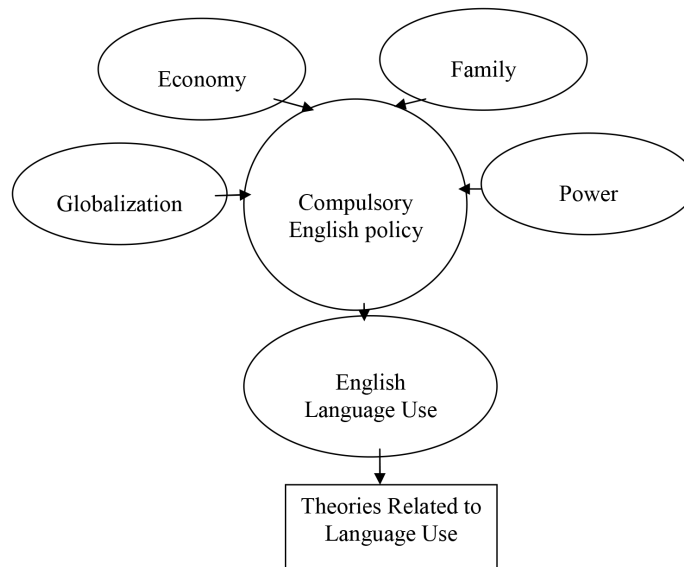 Economy
Family
Globalization
Compulsory
English policy
Power
English
Language Use
Theories Related to
Language Use